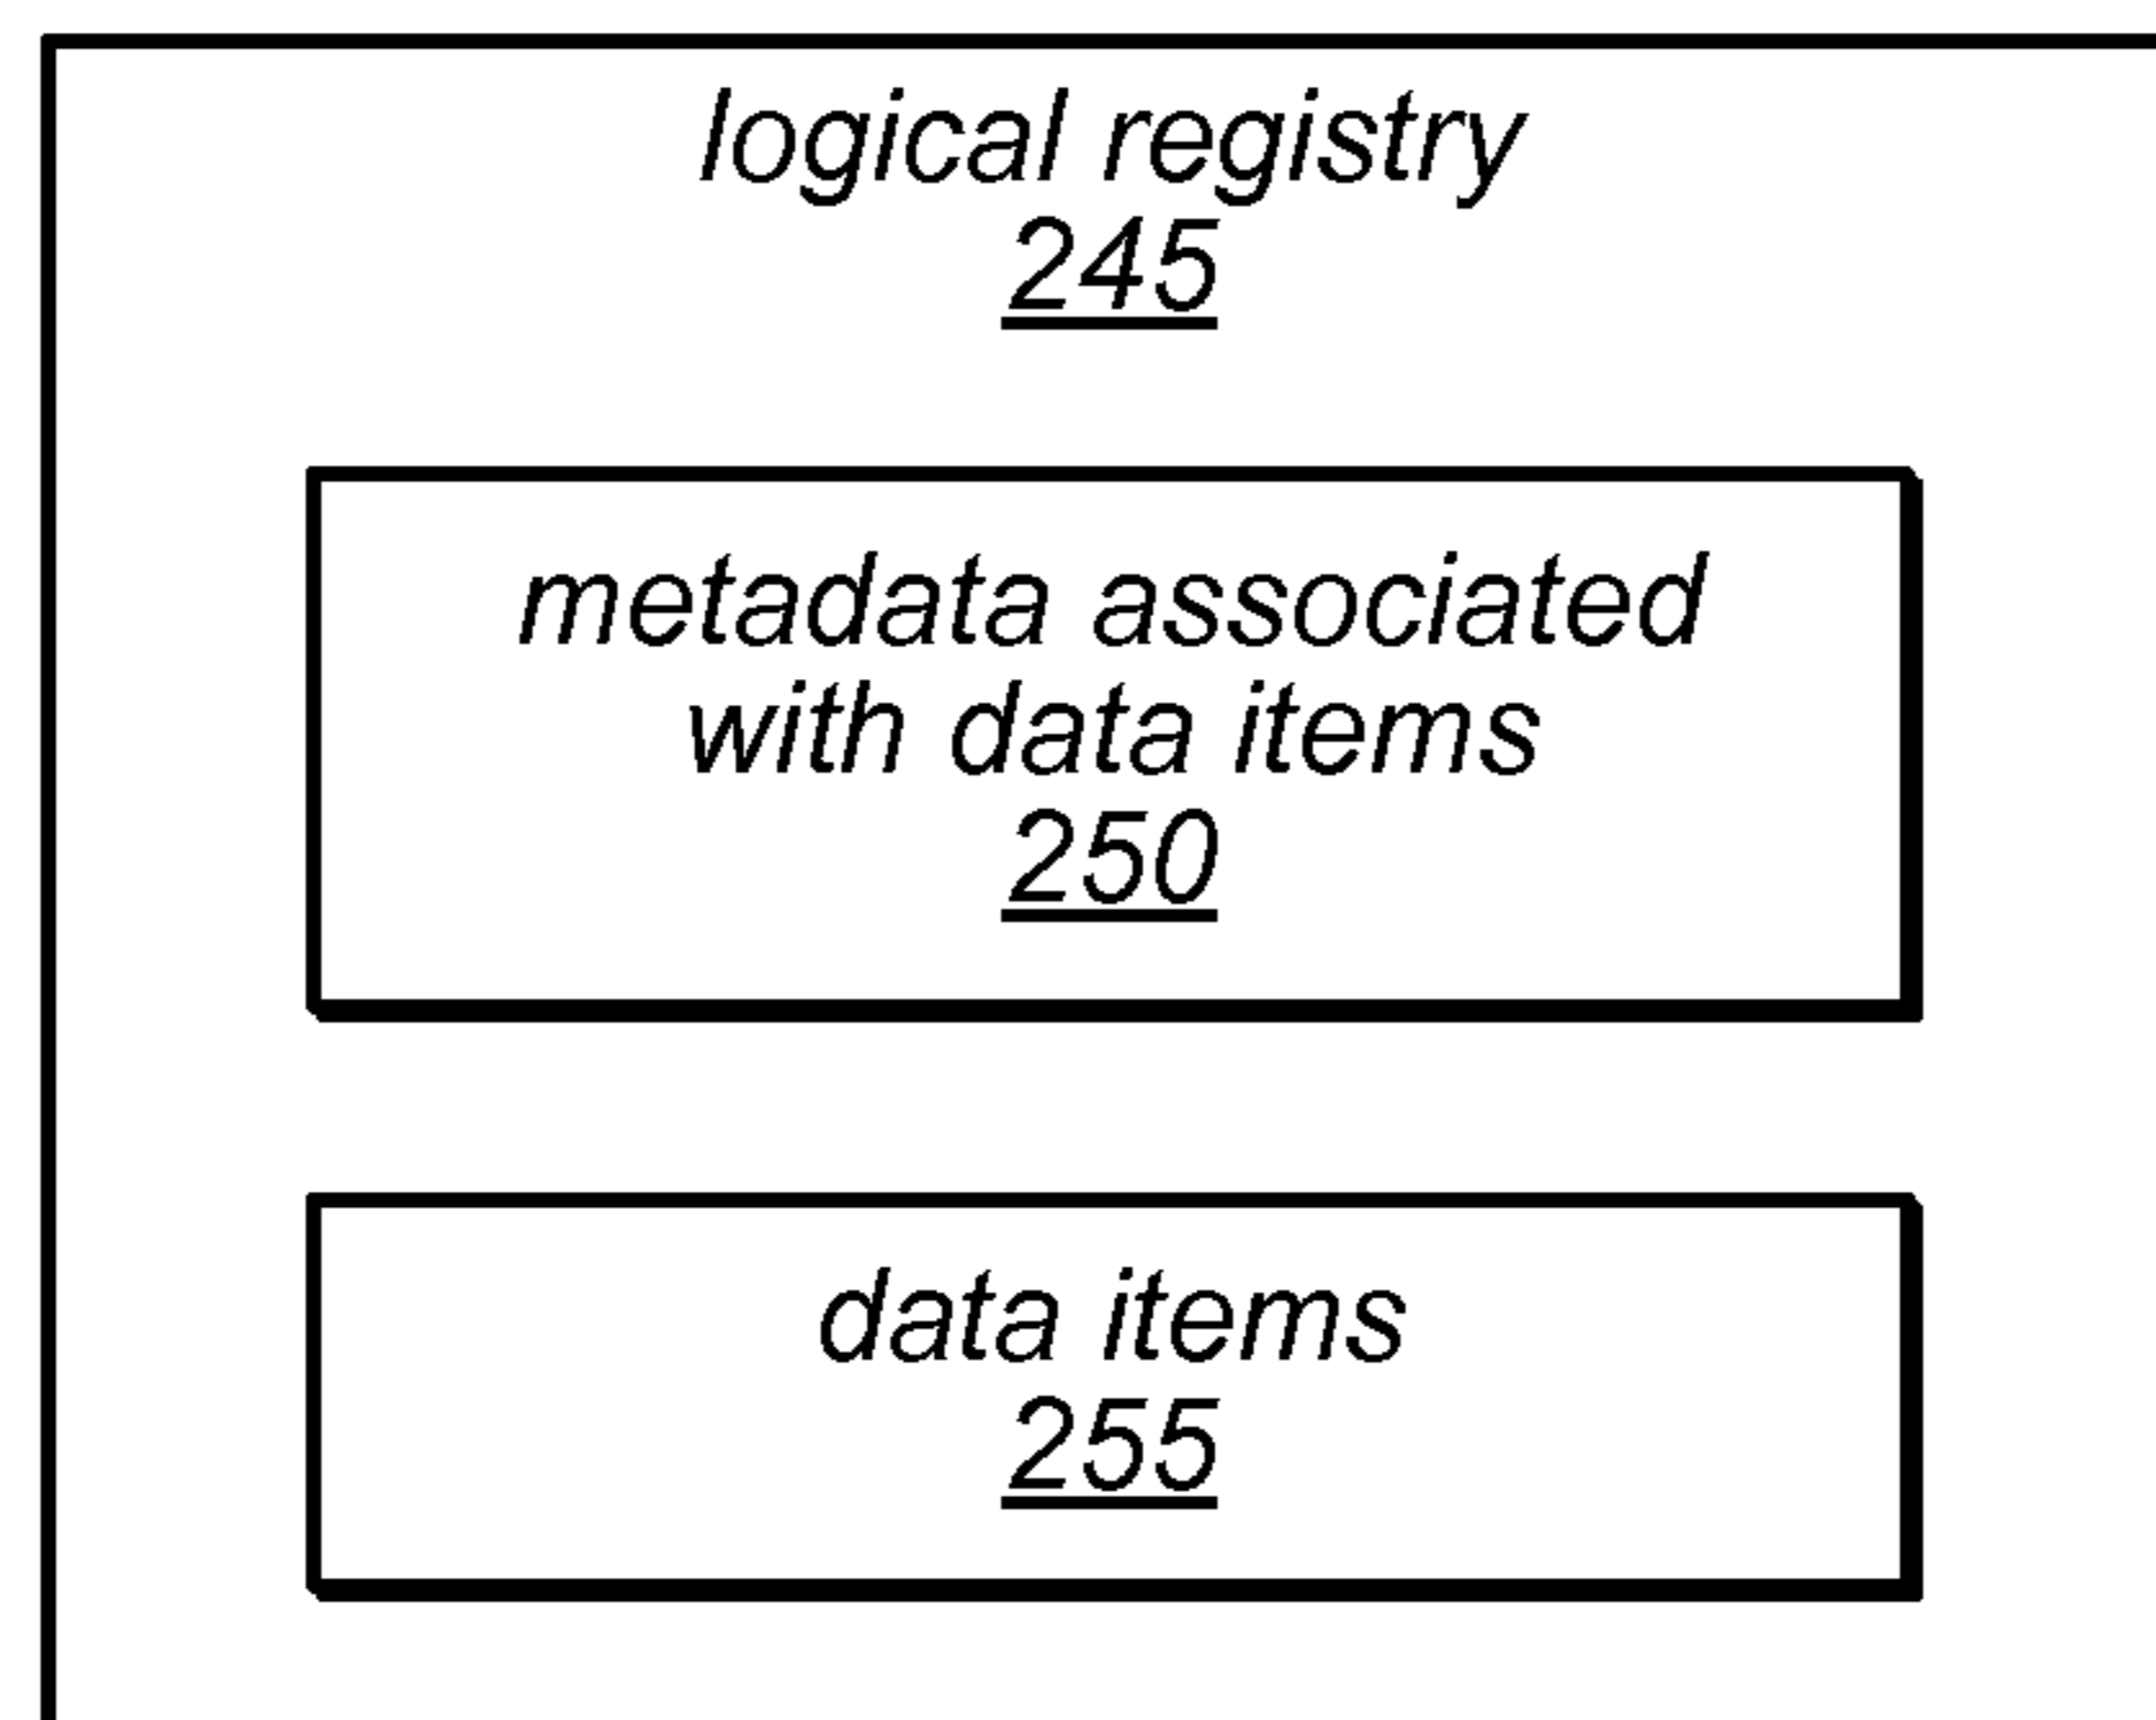 logical registry
245
metadata associated
with data items
250
data items
255